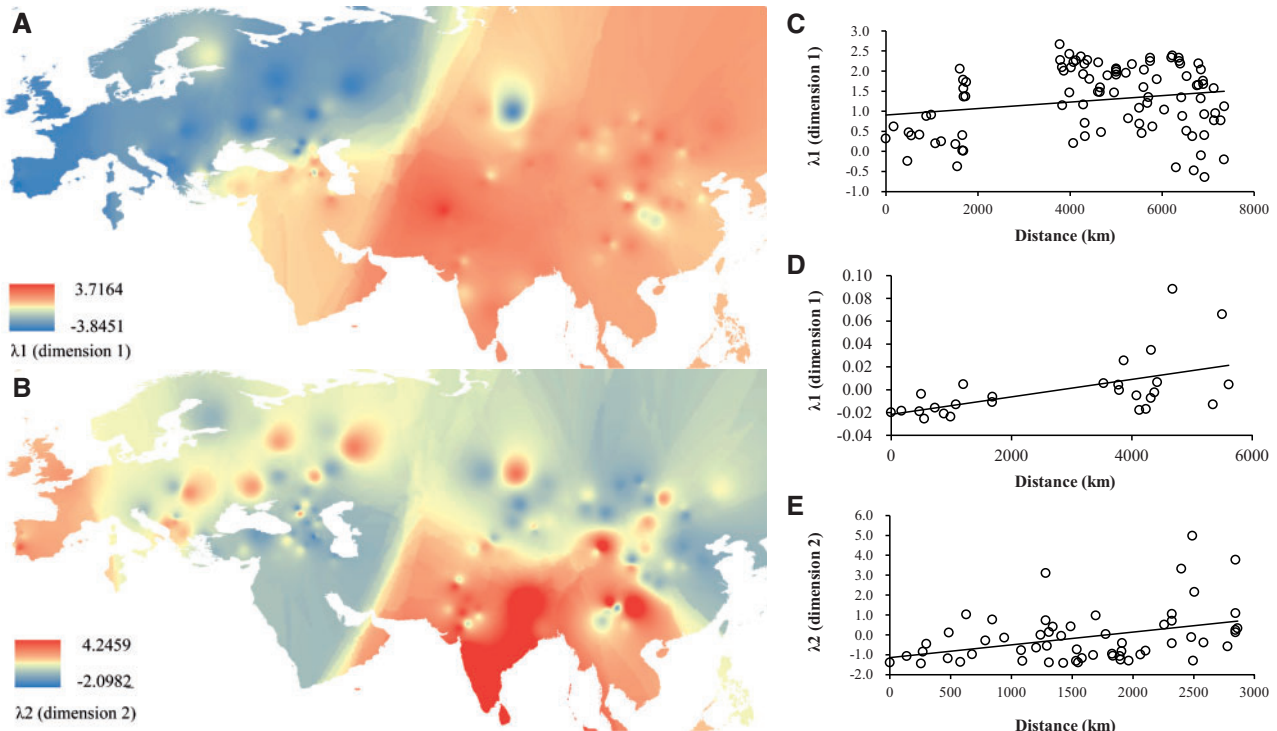 A
3.7164
-3.8451
λ1 (dimension 1)
B
4.2459
-2.0982
λ2 (dimension 2)
C
3.0
2.5
2.0
1.5
1.0
0.5
0.0
-0.5
-1.0
λ1 (dimension 1)
0 2000 4000 6000 8000
Distance (km)
D
0.10
0.08
0.06
0.04
0.02
0.00
-0.02
-0.04
λ1 (dimension 1)
0 2000 4000 6000
Distance (km)
E
6.0
5.0
4.0
3.0
2.0
1.0
0.0
-1.0
-2.0
λ2 (dimension 2)
0 500 1000 1500 2000 2500 3000
Distance (km)